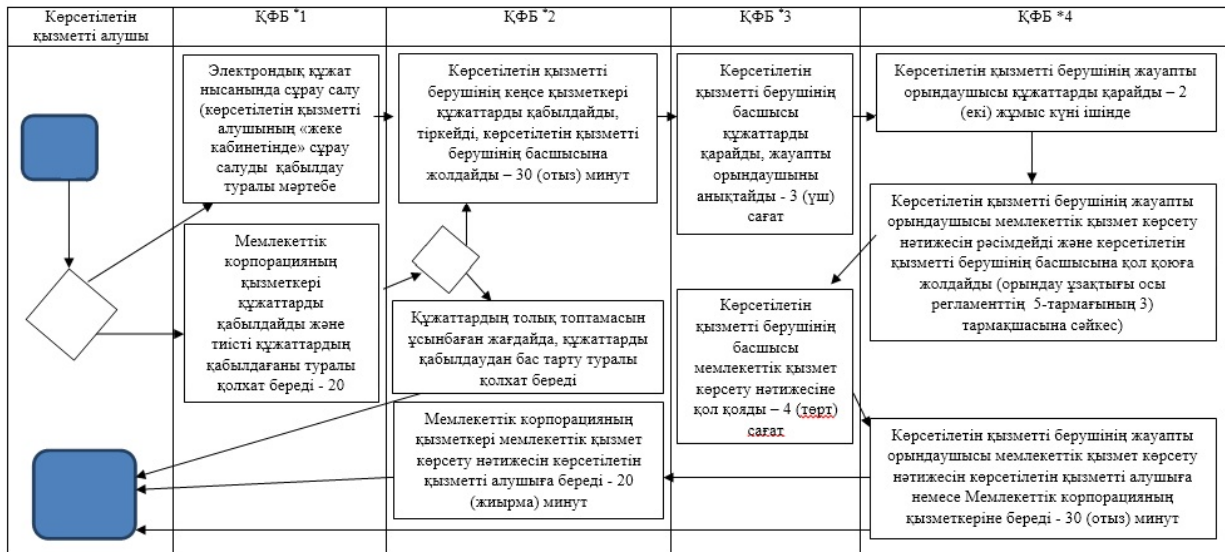 Көрсетілетін
қызметті алушы
ҚФБ *1
ҚФБ *2
ҚФБ *3
ҚФБ *4
Электрондық құжат
нысанында сұрау салу
(көрсетілетін қызметті
алушының «жеке
кабинетінде» сұрау
салуды қабылдау
туралы мәртебе
Мемлекеттік
корпорацияның
қызметкері
құжаттарды
қабылдайды және
тиісті құжаттардың
қабылдағаны туралы
қолхат береді - 20
Көрсетілетін қызметті
берушінің кеңсе қызметкері
құжаттарды қабылдайды,
тіркейді, көрсетілетін қызметті
берушінің басшысына
жолдайды – 30 (отыз) минут
Құжаттардың толық топтамасын
ұсынбаған жағдайда, құжаттарды
қабылдаудан бас тарту туралы
қолхат береді
Мемлекеттік корпорацияның
қызметкері мемлекеттік қызмет
көрсету нәтижесін көрсетілетін
қызметті алушыға береді - 20
(жиырма) минут
Көрсетілетін
қызметті берушінің
басшысы
құжаттарды
қарайды, жауапты
орындаушыны
анықтайды - 3 (үш)
сағат
Көрсетілетін
қызметті берушінің
басшысы
мемлекеттік қызмет
көрсету нәтижесіне
қол қояды – 4 (төрт)
сағат
Көрсетілетін қызметті берушінің жауапты
орындаушысы құжаттарды қарайды – 2
(екі) жұмыс күні ішінде
Көрсетілетін қызметті берушінің жауапты
орындаушысы мемлекеттік қызмет көрсету
нәтижесін рәсімдейді және көрсетілетін
қызметті берушінің басшысына қол қоюға
жолдайды (орындау ұзақтығы осы
регламенттің 5-тармағының 3)
тармақшасына сәйкес)
Көрсетілетін қызметті берушінің жауапты
орындаушысы мемлекеттік қызмет көрсету
нәтижесін көрсетілетін қызметті алушыға
немесе Мемлекеттік корпорацияның
қызметкеріне береді - 30 (отыз) минут